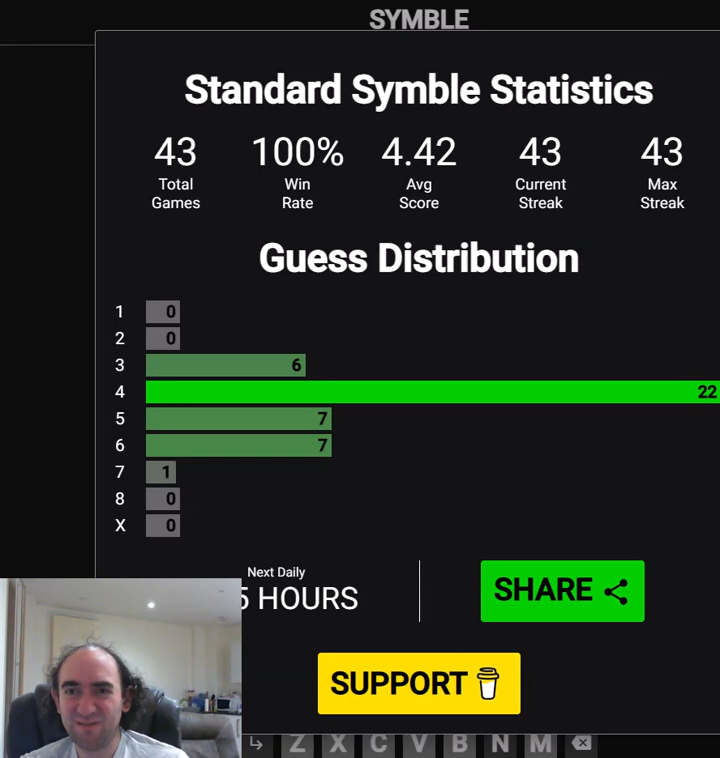 SYMBLE
Standard Symble Statistics
43 100% 4.42 43 43
Total Win Avg Current Max
Games Rate Score Streak Streak
Guess Distribution
1 0
2 0
3 6
4 22
5 7
6 7
7 1
8 0
X 0
Next Daily
5 HOURS
SHARE
SUPPORT
Z X C V B N M